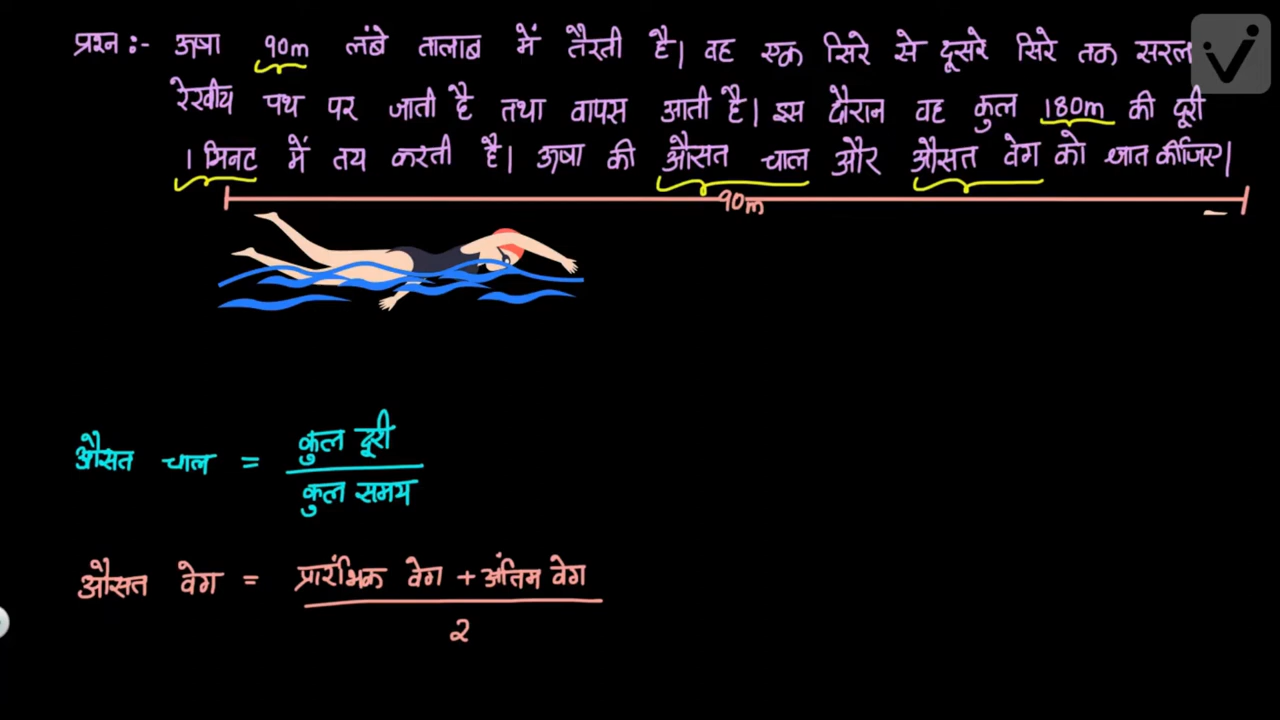 प्रश्न :- ऊषा 90m लंबे तालाब में तैरती है। वह एक सिरे से दूसरे सिरे तक सरल
रेखीय पथ पर जाती है तथा वापस आती है। इस दौरान वह कुल 180m की दूरी
1 मिनट में तय करती है। ऊषा की औसत चाल और औसत वेग को ज्ञात कीजिए।
90m
औसत चाल = कुल दूरी
कुल समय
औसत वेग = प्रारंभिक वेग + अंतिम वेग
2